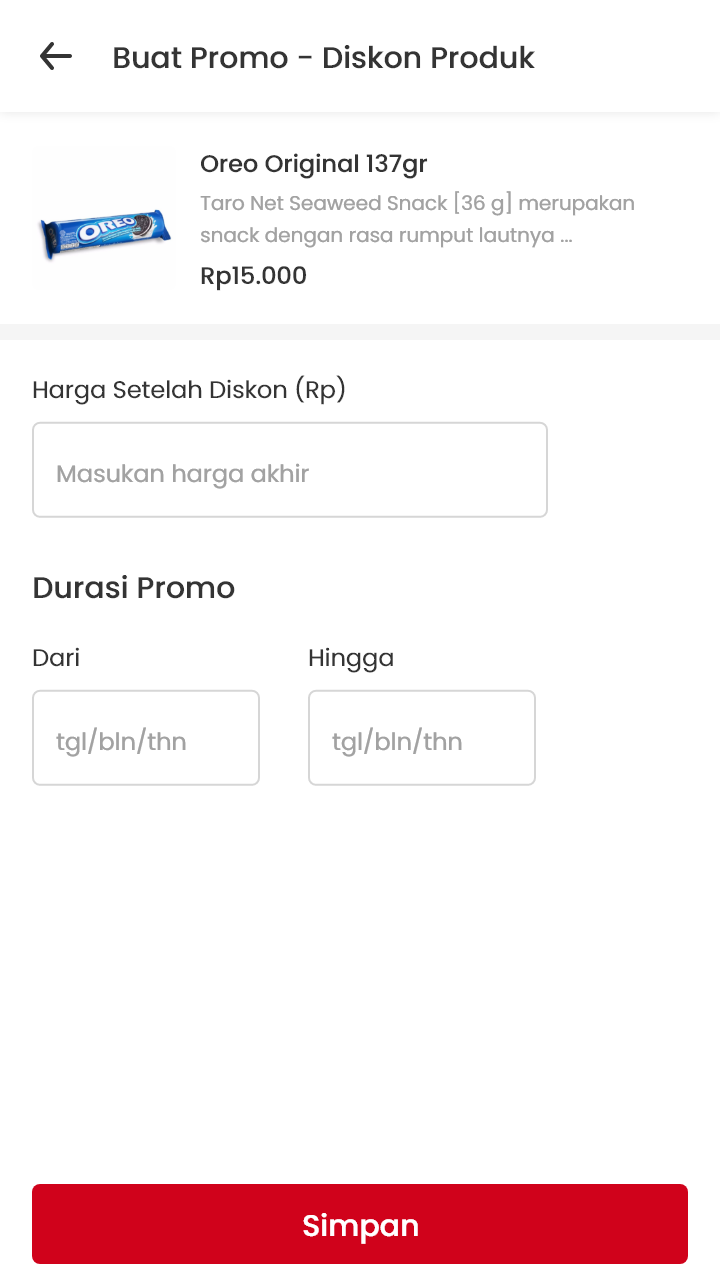 Buat Promo - Diskon Produk
Oreo Original 137gr
Taro Net Seaweed Snack [36 g] merupakan
snack dengan rasa rumput lautnya ...
Rp15.000
OREO
Harga Setelah Diskon (Rp)
Masukan harga akhir
Durasi Promo
Dari
Hingga
tgl/bln/thn
tgl/bln/thn
Simpan